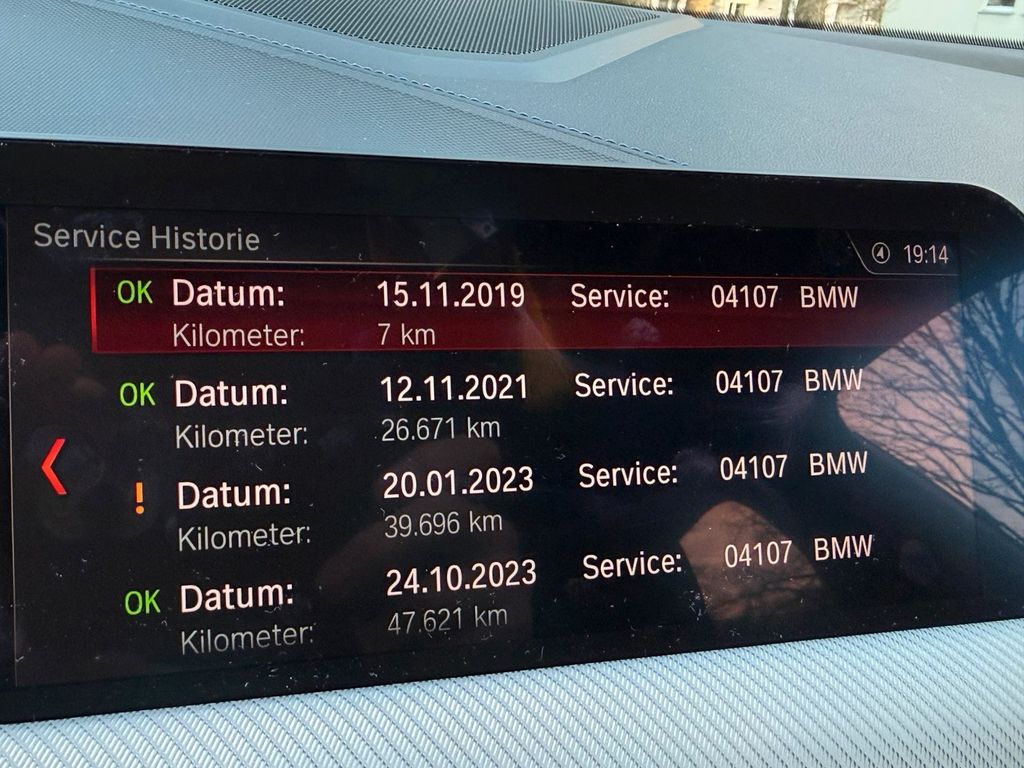 Service Historie
19:14
OK Datum: 15.11.2019 Service: 04107 BMW
Kilometer: 7 km
OK Datum: 12.11.2021 Service: 04107 BMW
Kilometer: 26.671 km
! Datum: 20.01.2023 Service: 04107 BMW
Kilometer: 39.696 km
OK Datum: 24.10.2023 Service: 04107 BMW
Kilometer: 47.621 km